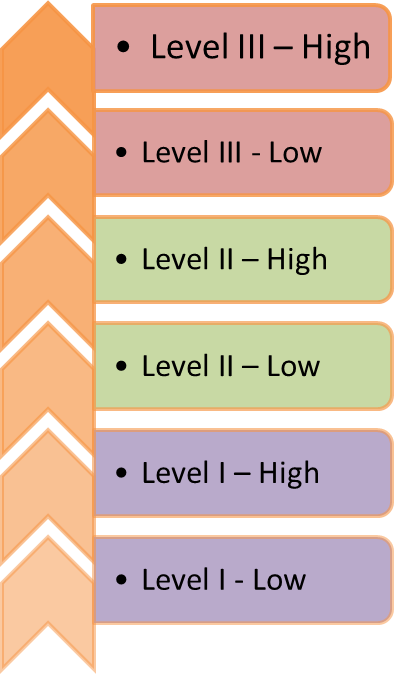 • Level III – High
• Level III - Low
• Level II – High
• Level II – Low
• Level I – High
• Level I - Low